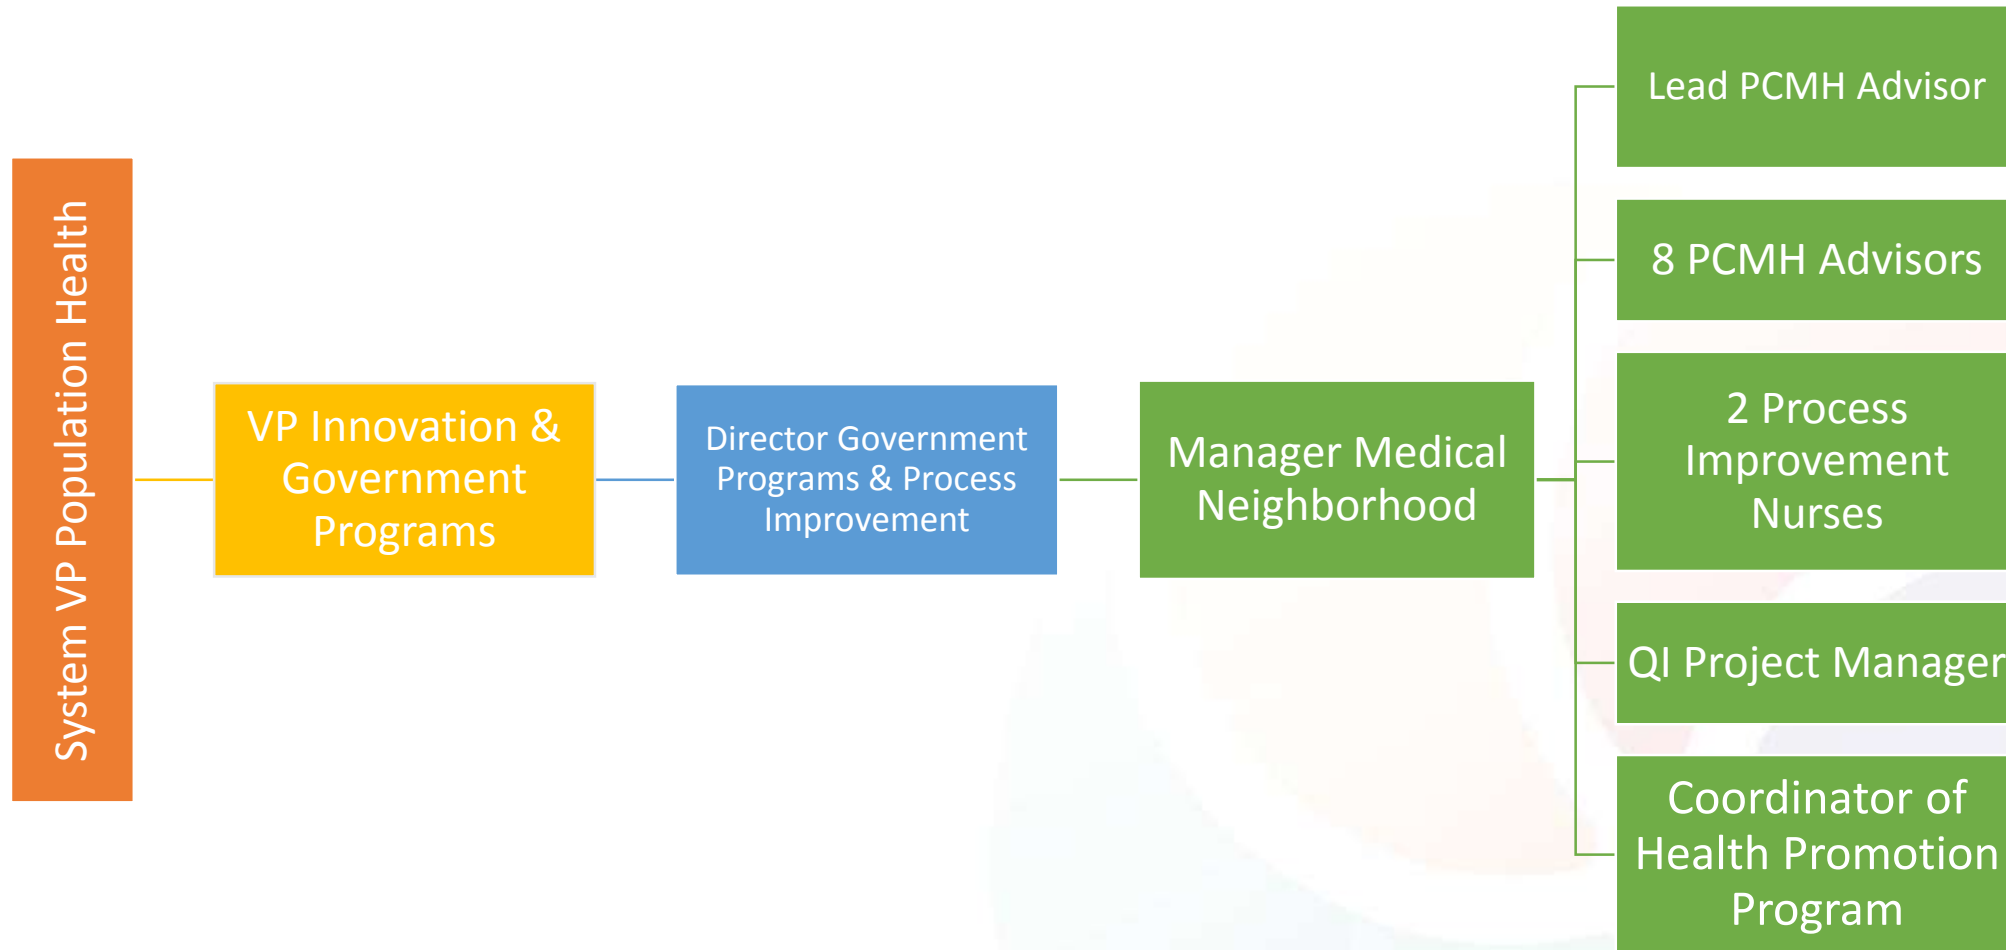 System VP Population Health
VP Innovation &
Government
Programs
Director Government
Programs & Process
Improvement
Manager Medical
Neighborhood
Lead PCMH Advisor
8 PCMH Advisors
2 Process
Improvement
Nurses
QI Project Manager
Coordinator of
Health Promotion
Program